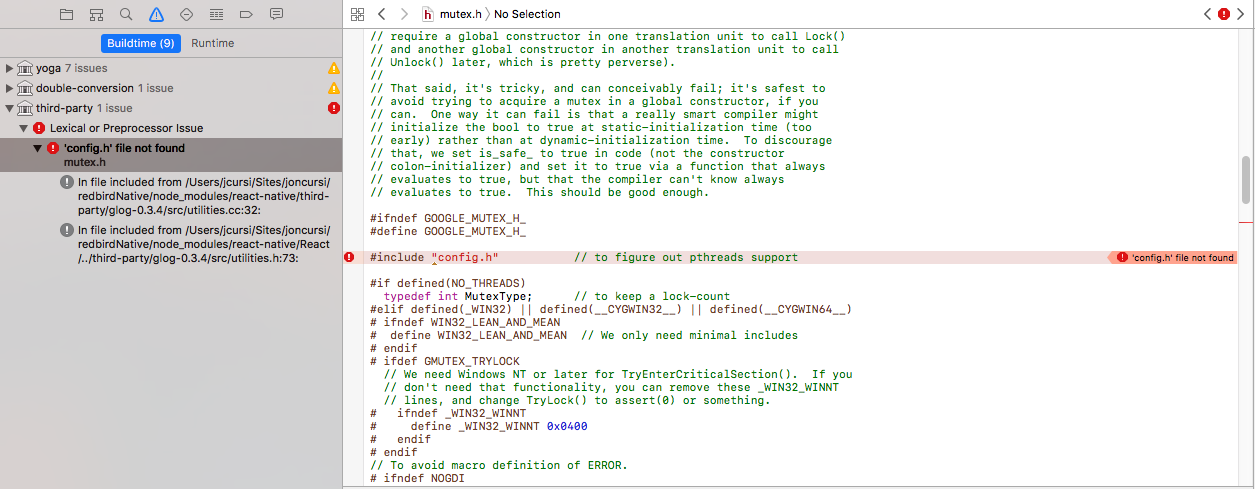 mutex.h 〉 No Selection
Buildtime (9) Runtime
yoga 7 issues
double-conversion 1 issue
third-party 1 issue
Lexical or Preprocessor Issue
'config.h' file not found
mutex.h
In file included from /Users/jcursi/Sites/joncursi/
redbirdNative/node_modules/react-native/third-
party/glog-0.3.4/src/utilities.cc:32:
In file included from /Users/jcursi/Sites/joncursi/
redbirdNative/node_modules/react-native/React
/../third-party/glog-0.3.4/src/utilities.h:73:
// require a global constructor in one translation unit to call Lock()
// and another global constructor in another translation unit to call
// Unlock() later, which is pretty perverse).
//
// That said, it's tricky, and can conceivably fail; it's safest to
// avoid trying to acquire a mutex in a global constructor, if you
// can.  One way it can fail is that a really smart compiler might
// initialize the bool to true at static-initialization time (too
// early) rather than at dynamic-initialization time.  To discourage
// that, we set is_safe_ to true in code (not the constructor
// colon-initializer) and set it to true via a function that always
// evaluates to true, but that the compiler can't know always
// evaluates to true.  This should be good enough.
#ifndef GOOGLE_MUTEX_H_
#define GOOGLE_MUTEX_H_
#include "config.h"           // to figure out pthreads support
'config.h' file not found
#if defined(NO_THREADS)
  typedef int MutexType;      // to keep a lock-count
#elif defined(_WIN32) || defined(__CYGWIN32__) || defined(__CYGWIN64__)
# ifndef WIN32_LEAN_AND_MEAN
#  define WIN32_LEAN_AND_MEAN  // We only need minimal includes
# endif
# ifdef GMUTEX_TRYLOCK
  // We need Windows NT or later for TryEnterCriticalSection().  If you
  // don't need that functionality, you can remove these _WIN32_WINNT
  // lines, and change TryLock() to assert(0) or something.
#   ifndef _WIN32_WINNT
#     define _WIN32_WINNT 0x0400
#   endif
# endif
// To avoid macro definition of ERROR.
# ifndef NOGDI